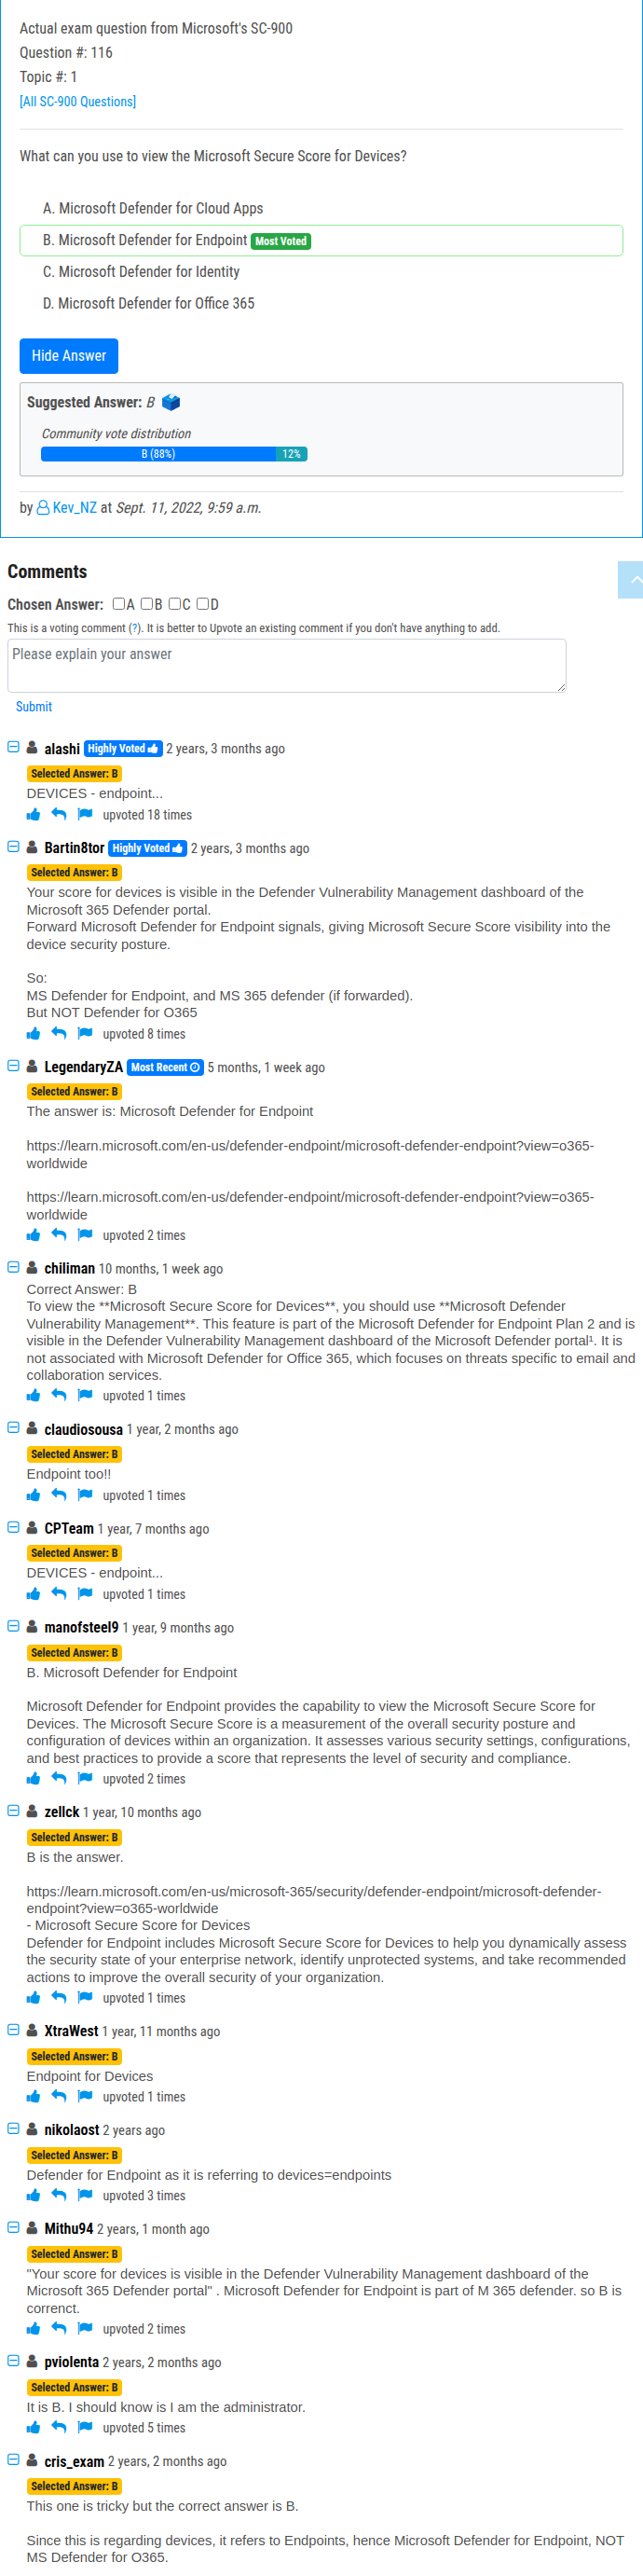 Actual exam question from Microsoft's SC-900
Question #: 116
Topic #: 1
[All SC-900 Questions]
What can you use to view the Microsoft Secure Score for Devices?
A. Microsoft Defender for Cloud Apps
B. Microsoft Defender for Endpoint Most Voted
C. Microsoft Defender for Identity
D. Microsoft Defender for Office 365
Hide Answer
Suggested Answer: B
Community vote distribution
B (88%) 12%
by Kev_NZ at Sept. 11, 2022, 9:59 a.m.
Comments
Chosen Answer: A B C D
This is a voting comment (?). It is better to Upvote an existing comment if you don't have anything to add.
Please explain your answer
Submit
alashi Highly Voted 2 years, 3 months ago
Selected Answer: B
DEVICES - endpoint...
upvoted 18 times
Bartin8tor Highly Voted 2 years, 3 months ago
Selected Answer: B
Your score for devices is visible in the Defender Vulnerability Management dashboard of the
Microsoft 365 Defender portal.
Forward Microsoft Defender for Endpoint signals, giving Microsoft Secure Score visibility into the
device security posture.
So:
MS Defender for Endpoint, and MS 365 defender (if forwarded).
But NOT Defender for O365
upvoted 8 times
LegendaryZA Most Recent 5 months, 1 week ago
Selected Answer: B
The answer is: Microsoft Defender for Endpoint
https://learn.microsoft.com/en-us/defender-endpoint/microsoft-defender-endpoint?view=o365-
worldwide
https://learn.microsoft.com/en-us/defender-endpoint/microsoft-defender-endpoint?view=o365-
worldwide
upvoted 2 times
chiliman 10 months, 1 week ago
Correct Answer: B
To view the **Microsoft Secure Score for Devices**, you should use **Microsoft Defender
Vulnerability Management**. This feature is part of the Microsoft Defender for Endpoint Plan 2 and is
visible in the Defender Vulnerability Management dashboard of the Microsoft Defender portal¹. It is
not associated with Microsoft Defender for Office 365, which focuses on threats specific to email and
collaboration services.
upvoted 1 times
claudiosousa 1 year, 2 months ago
Selected Answer: B
Endpoint too!!
upvoted 1 times
CPTeam 1 year, 7 months ago
Selected Answer: B
DEVICES - endpoint...
upvoted 1 times
manofsteel9 1 year, 9 months ago
Selected Answer: B
B. Microsoft Defender for Endpoint
Microsoft Defender for Endpoint provides the capability to view the Microsoft Secure Score for
Devices. The Microsoft Secure Score is a measurement of the overall security posture and
configuration of devices within an organization. It assesses various security settings, configurations,
and best practices to provide a score that represents the level of security and compliance.
upvoted 2 times
zellck 1 year, 10 months ago
Selected Answer: B
B is the answer.
https://learn.microsoft.com/en-us/microsoft-365/security/defender-endpoint/microsoft-defender-
endpoint?view=o365-worldwide
- Microsoft Secure Score for Devices
Defender for Endpoint includes Microsoft Secure Score for Devices to help you dynamically assess
the security state of your enterprise network, identify unprotected systems, and take recommended
actions to improve the overall security of your organization.
upvoted 1 times
XtraWest 1 year, 11 months ago
Selected Answer: B
Endpoint for Devices
upvoted 1 times
nikolaost 2 years ago
Selected Answer: B
Defender for Endpoint as it is referring to devices=endpoints
upvoted 3 times
Mithu94 2 years, 1 month ago
Selected Answer: B
"Your score for devices is visible in the Defender Vulnerability Management dashboard of the
Microsoft 365 Defender portal" . Microsoft Defender for Endpoint is part of M 365 defender. so B is
correnct.
upvoted 2 times
pviolenta 2 years, 2 months ago
Selected Answer: B
It is B. I should know is I am the administrator.
upvoted 5 times
cris_exam 2 years, 2 months ago
Selected Answer: B
This one is tricky but the correct answer is B.
Since this is regarding devices, it refers to Endpoints, hence Microsoft Defender for Endpoint, NOT
MS Defender for O365.